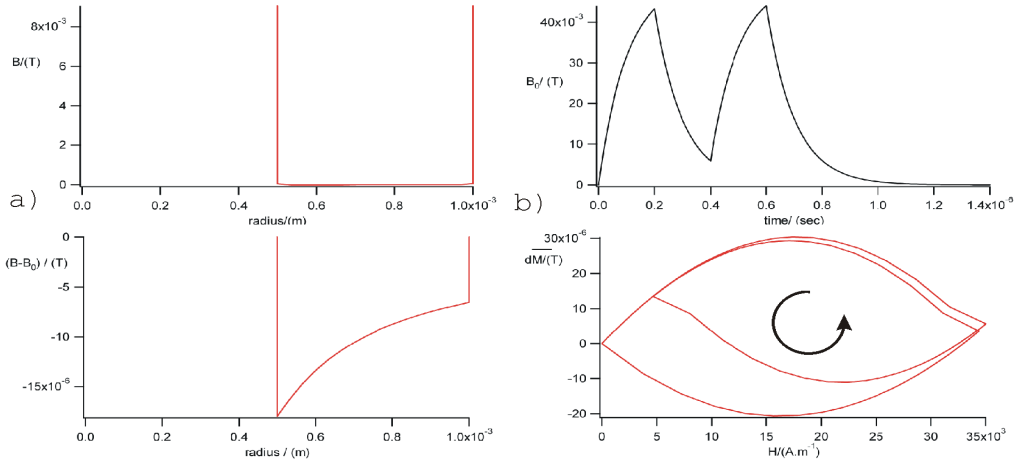 8x10⁻³
B/(T)
6
4
2
0
a)
0.0 0.2 0.4 0.6 0.8 1.0x10⁻³
radius/(m)
40x10⁻³
30
B₀/ (T)
20
10
0
b)
0.0 0.2 0.4 0.6 0.8 1.0 1.4x10⁻⁶
time/ (sec)
0
(B-B₀) / (T)
-5
-10
-15x10⁻⁶
0.0 0.2 0.4 0.6 0.8 1.0x10⁻³
radius / (m)
30x10⁻⁶
dM/(T)
20
10
0
-10
-20
0 5 10 15 20 25 30 35x10³
H/(A.m⁻¹)